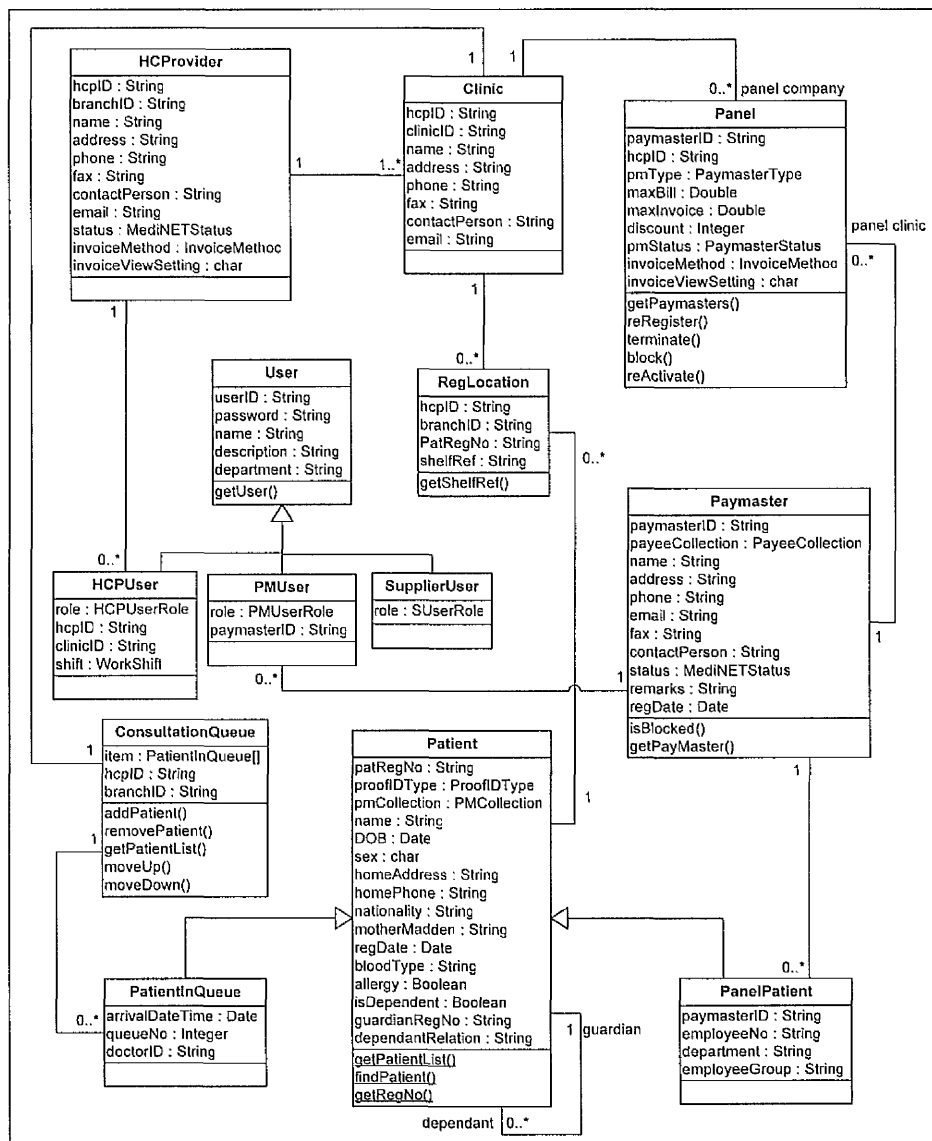 HCProvider
hcpID : String
branchID : String
name : String
address : String
phone : String
fax : String
contactPerson : String
email : String
status : MediNETStatus
invoiceMethod : InvoiceMethoc
invoiceViewSetting : char
1
1..*
1
0..*
Clinic
hcpID : String
clinicID : String
name : String
address : String
phone : String
fax : String
contactPerson : String
email : String
1
1
1
0..*
0..* panel company
Panel
paymasterID : String
hcpID : String
pmType : PaymasterType
maxBill : Double
maxInvoice : Double
discount : Integer
pmStatus : PaymasterStatus
invoiceMethod : InvoiceMethoc
invoiceViewSetting : char
getPaymasters()
reRegister()
terminate()
block()
reActivate()
panel clinic
0..*
User
userID : String
password : String
name : String
description : String
department : String
getUser()
RegLocation
hcpID : String
branchID : String
PatRegNo : String
shelfRef : String
getShelfRef()
0..*
HCPUser
role : HCPUserRole
hcpID : String
clinicID : String
shift : WorkShift
PMUser
role : PMUserRole
paymasterID : String
0..*
SupplierUser
role : SUserRole
Paymaster
paymasterID : String
payeeCollection : PayeeCollection
name : String
address : String
phone : String
email : String
fax : String
contactPerson : String
status : MediNETStatus
remarks : String
regDate : Date
isBlocked()
getPayMaster()
1
1
1
ConsultationQueue
item : PatientInQueue[]
hcpID : String
branchID : String
addPatient()
removePatient()
getPatientList()
moveUp()
moveDown()
1
1
Patient
patRegNo : String
proofIDType : ProofIDType
pmCollection : PMCollection
name : String
DOB : Date
sex : char
homeAddress : String
homePhone : String
nationality : String
motherMadden : String
regDate : Date
bloodType : String
allergy : Boolean
isDependent : Boolean
guardianRegNo : String
dependantRelation : String
getPatientList()
findPatient()
getRegNo()
1
1 guardian
dependant 0..*
PatientInQueue
arrivalDateTime : Date
queueNo : Integer
doctorID : String
0..*
0..*
PanelPatient
paymasterID : String
employeeNo : String
department : String
employeeGroup : String